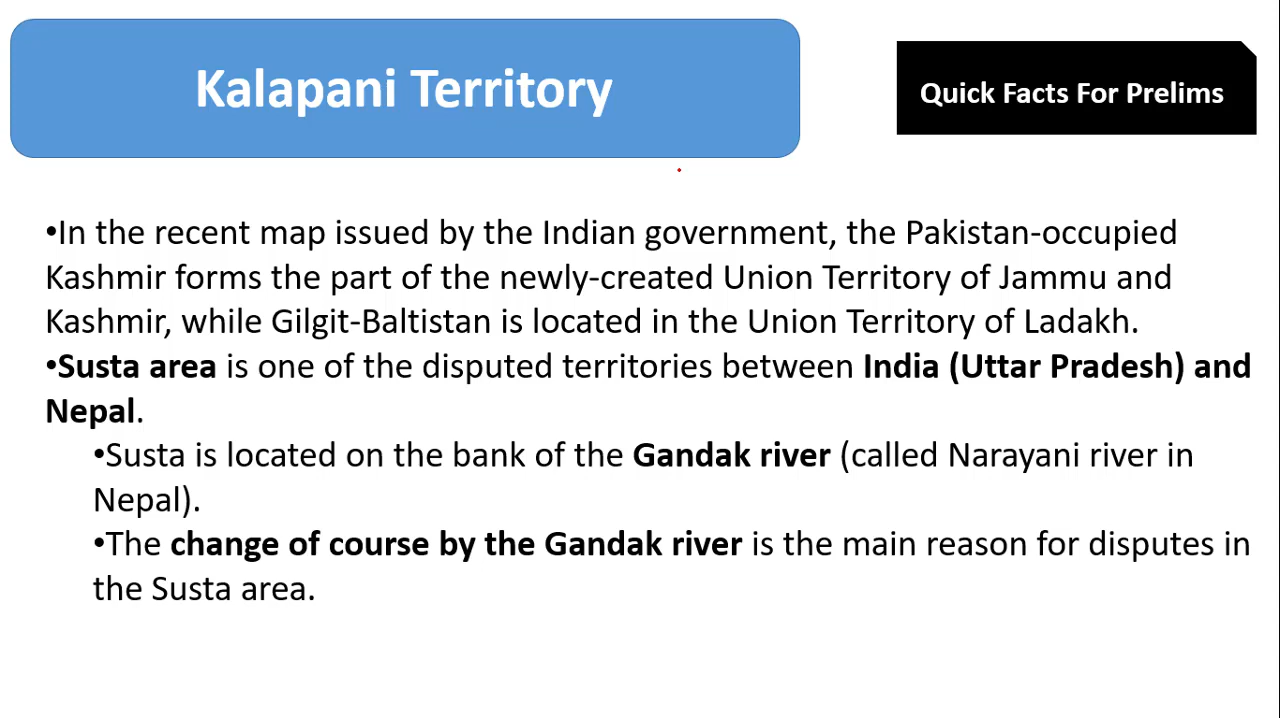 Kalapani Territory
Quick Facts For Prelims
•In the recent map issued by the Indian government, the Pakistan-occupied
Kashmir forms the part of the newly-created Union Territory of Jammu and
Kashmir, while Gilgit-Baltistan is located in the Union Territory of Ladakh.
•Susta area is one of the disputed territories between India (Uttar Pradesh) and
Nepal.
•Susta is located on the bank of the Gandak river (called Narayani river in
Nepal).
•The change of course by the Gandak river is the main reason for disputes in
the Susta area.